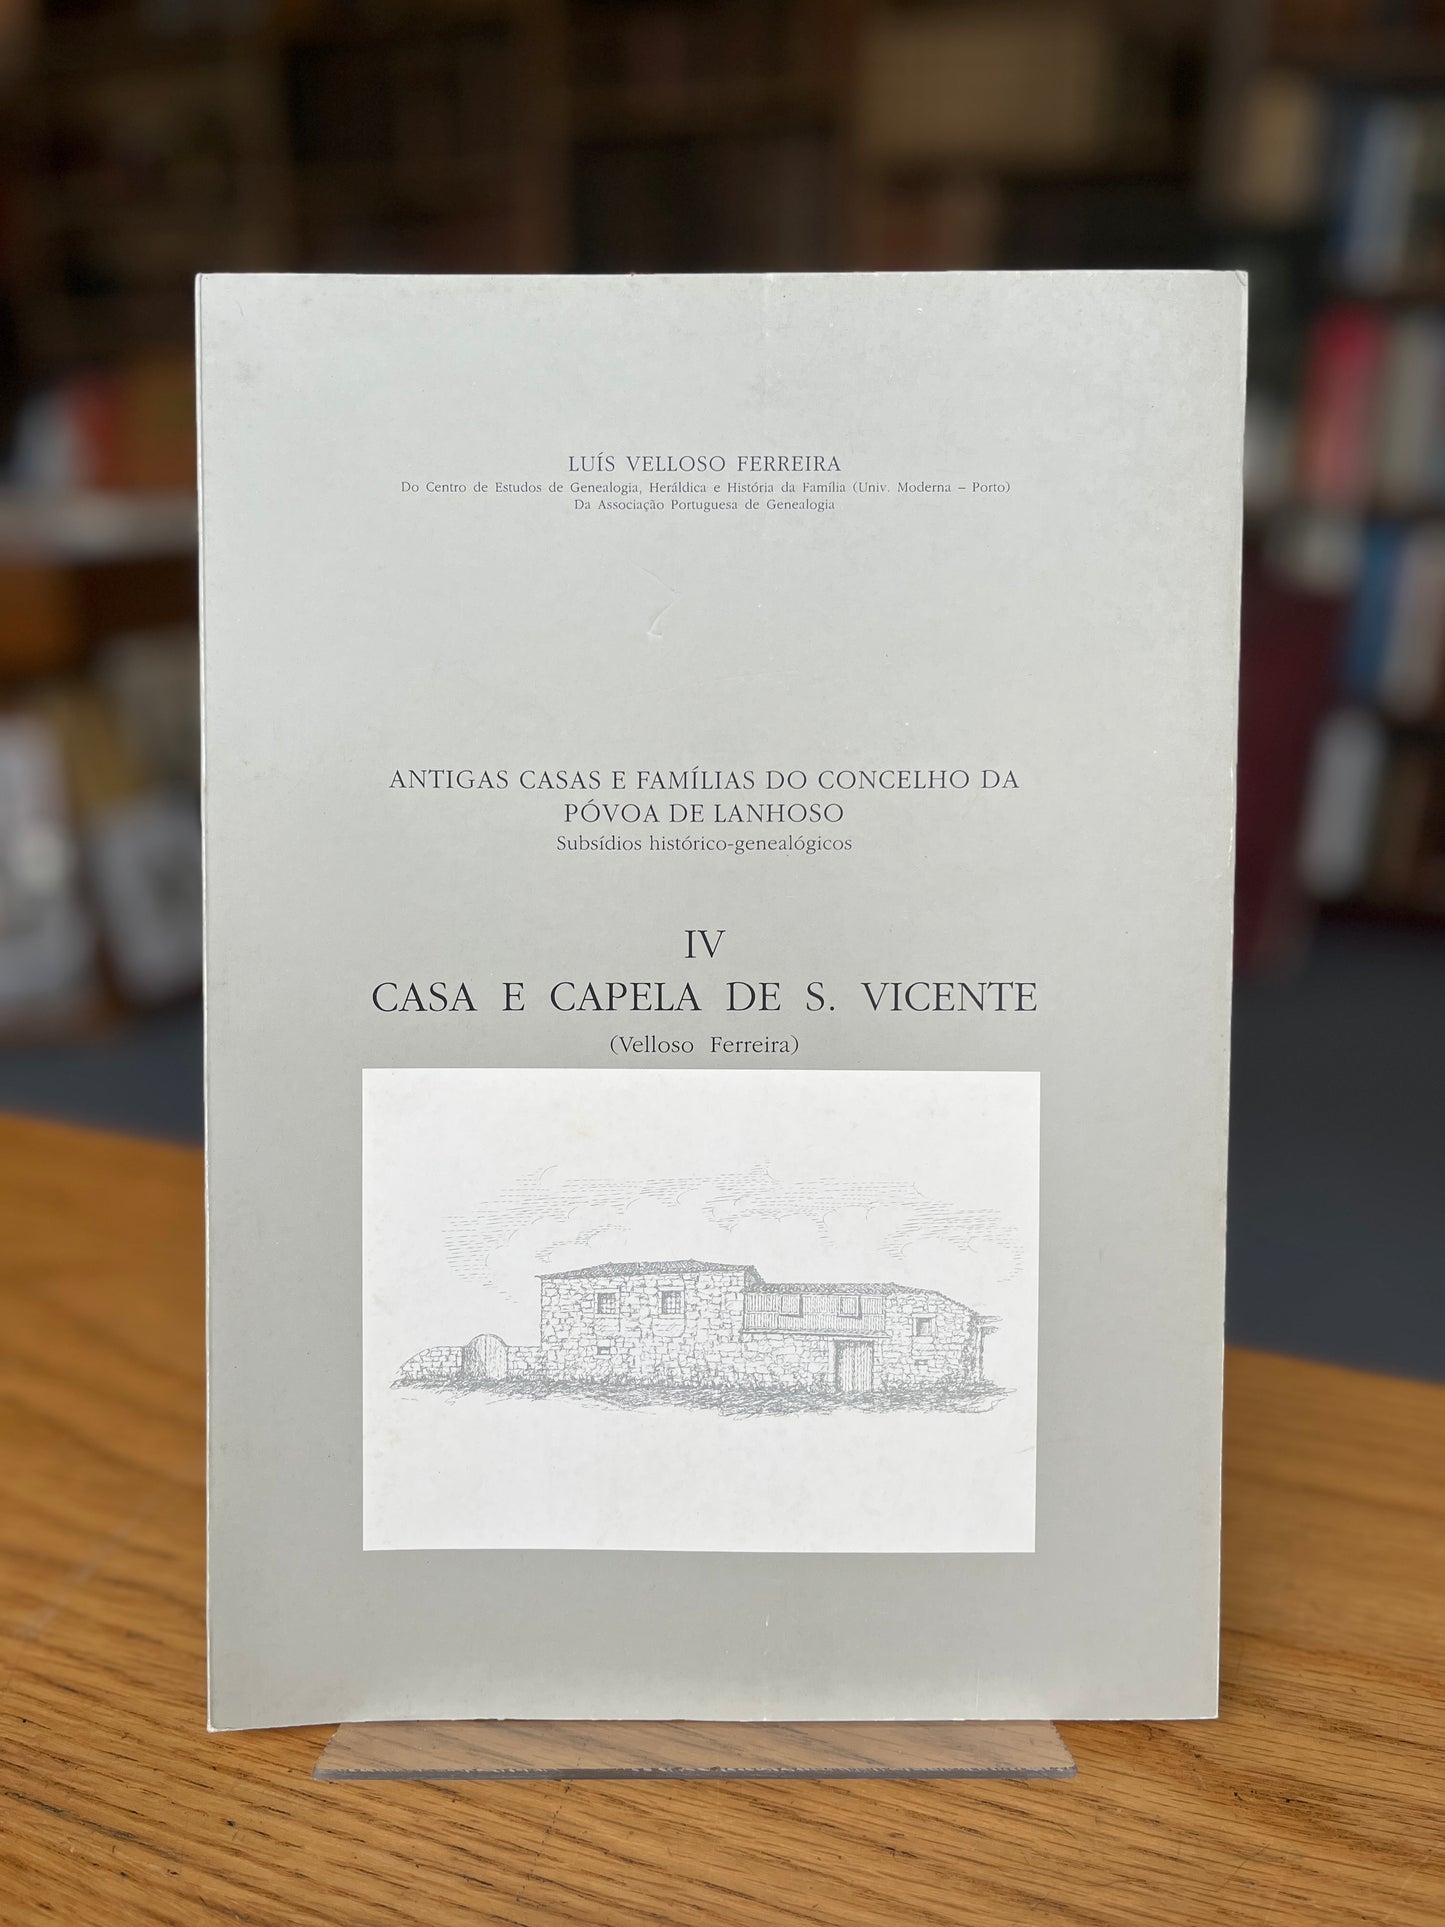 LUÍS VELLOSO FERREIRA
Do Centro de Estudos de Genealogia, Heráldica e História da Família (Univ. Moderna – Porto)
Da Associação Portuguesa de Genealogia
ANTIGAS CASAS E FAMÍLIAS DO CONCELHO DA
PÓVOA DE LANHOSO
Subsídios histórico-genealógicos
IV
CASA E CAPELA DE S. VICENTE
(Velloso Ferreira)